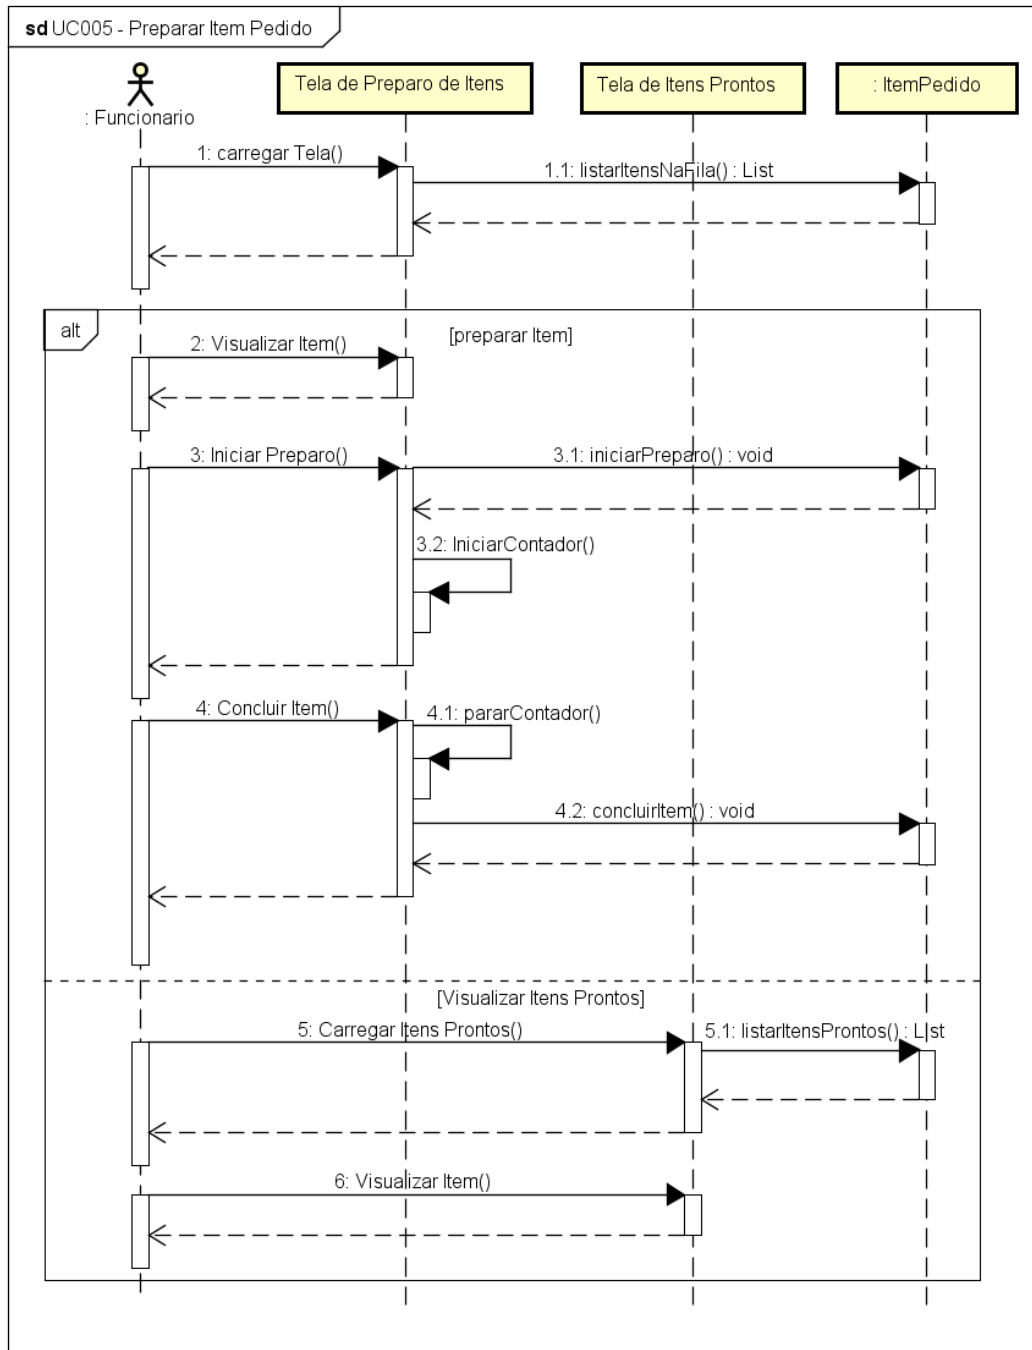 sd UC005 - Preparar Item Pedido
Tela de Preparo de Itens
Tela de Itens Prontos
: ItemPedido
: Funcionario
1: carregar Tela()
1.1: listarItensNaFila() : List
alt
[preparar Item]
2: Visualizar Item()
3: Iniciar Preparo()
3.1: iniciarPreparo() : void
3.2: IniciarContador()
4: Concluir Item()
4.1: pararContador()
4.2: concluirItem() : void
[Visualizar Itens Prontos]
5: Carregar Itens Prontos()
5.1: listarItensProntos() : List
6: Visualizar Item()